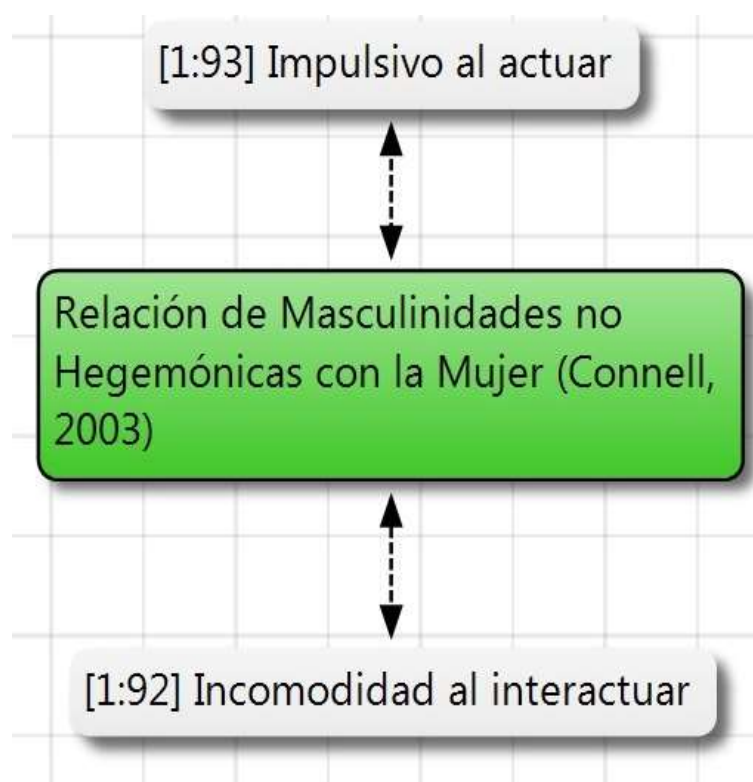 [1:93] Impulsivo al actuar
Relación de Masculinidades no
Hegemónicas con la Mujer (Connell,
2003)
[1:92] Incomodidad al interactuar